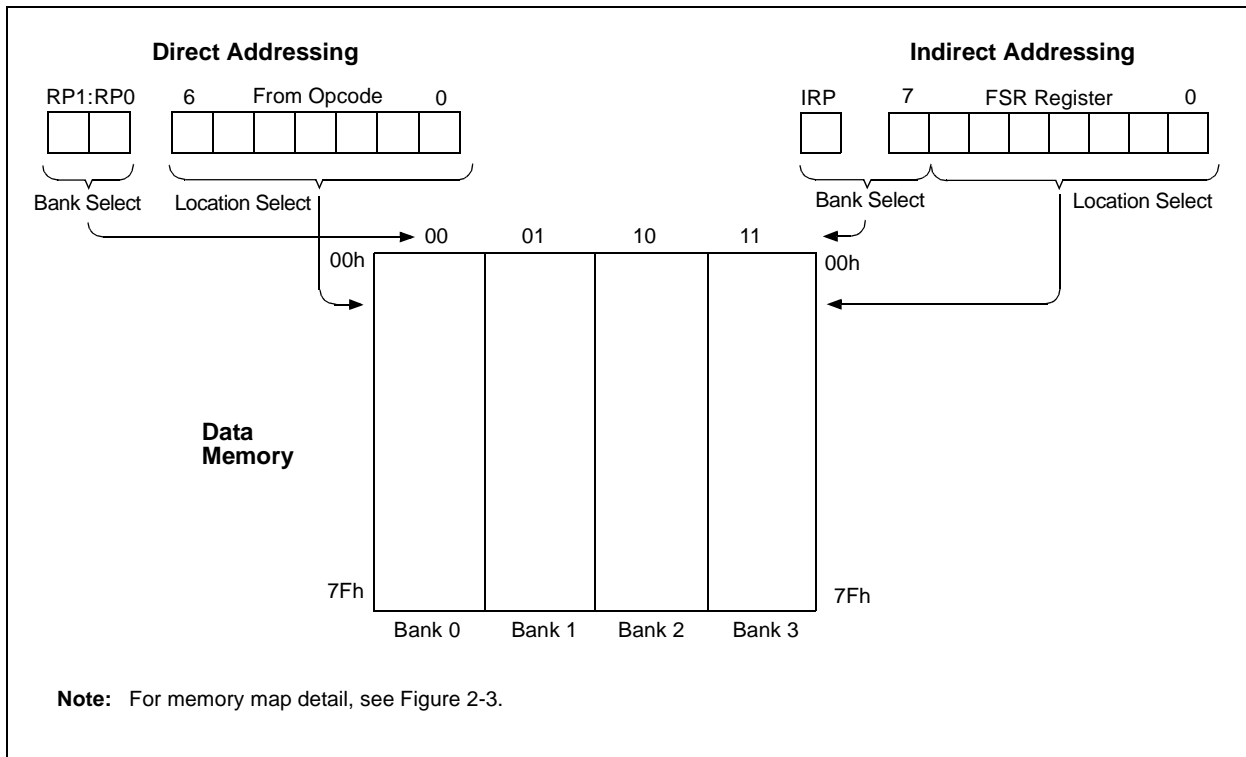 Direct Addressing Indirect Addressing
RP1:RP0 6 From Opcode 0 IRP 7 FSR Register 0
Bank Select Location Select Bank Select Location Select
00 01 10 11
00h 00h
Data
Memory
7Fh 7Fh
Bank 0 Bank 1 Bank 2 Bank 3
Note: For memory map detail, see Figure 2-3.